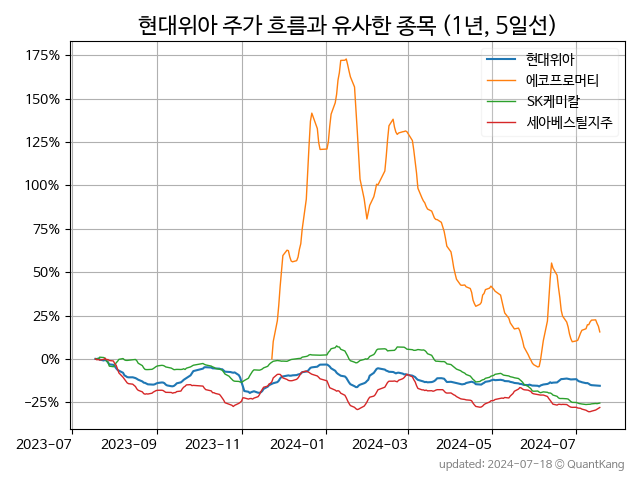 현대위아 주가 흐름과 유사한 종목 (1년, 5일선)
175%
150%
125%
100%
75%
50%
25%
0%
−25%
현대위아
에코프로머티
SK케미칼
세아베스틸지주
2023-07
2023-09
2023-11
2024-01
2024-03
2024-05
2024-07
updated: 2024-07-18 © QuantKang